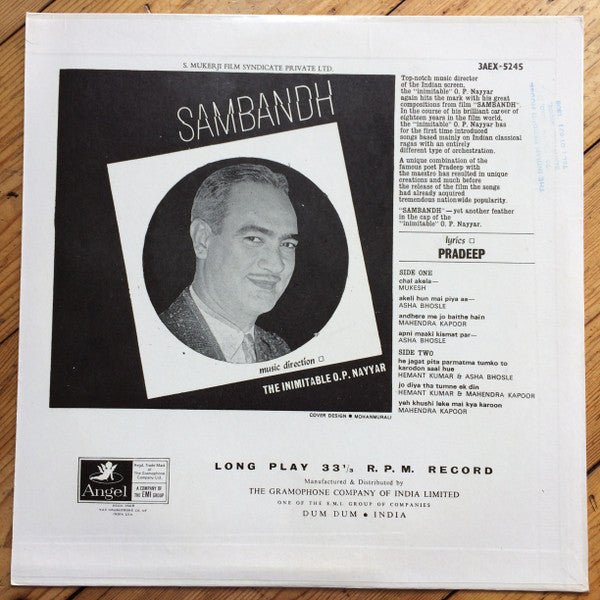 S. MUKERJI FILM SYNDICATE PRIVATE LTD.
3AEX-5245
SAMBANDH
music direction
THE INIMITABLE O.P. NAYYAR
COVER DESIGN ● MOHANMURALI
Top-notch music director
of the Indian screen,
the "inimitable" O. P. Nayyar
again hits the mark with his great
compositions from film "SAMBANDH".
In the course of his brilliant career of
eighteen years in the film world,
the "inimitable" O. P. Nayyar has
for the first time introduced
songs based mainly on Indian classical
ragas with an entirely
different type of orchestration.
A unique combination of the
famous poet Pradeep with
the maestro has resulted in unique
creations and much before
the release of the film the songs
had already acquired
tremendous nationwide popularity.
"SAMBANDH" — yet another feather
in the cap of the
"inimitable" O. P. Nayyar.
lyrics
PRADEEP
SIDE ONE
chal akela—
MUKESH
akeli hun mai piya aa—
ASHA BHOSLE
andhere me jo baithe hain
MAHENDRA KAPOOR
apni maaki kismat par—
ASHA BHOSLE
SIDE TWO
he jagat pita parmatma tumko to
karodon saal hue
HEMANT KUMAR & ASHA BHOSLE
jo diya tha tumne ek din
HEMANT KUMAR & MAHENDRA KAPOOR
yeh khushi leke mai kya karoon
MAHENDRA KAPOOR
Angel
Regd. Trade Mark
of The Gramophone
Company Ltd.
A COMPANY OF
THE EMI GROUP
LONG PLAY 33 1/3 R.P.M. RECORD
Manufactured & Distributed by
THE GRAMOPHONE COMPANY OF INDIA LIMITED
ONE OF THE E.M.I. GROUP OF COMPANIES
DUM DUM ● INDIA